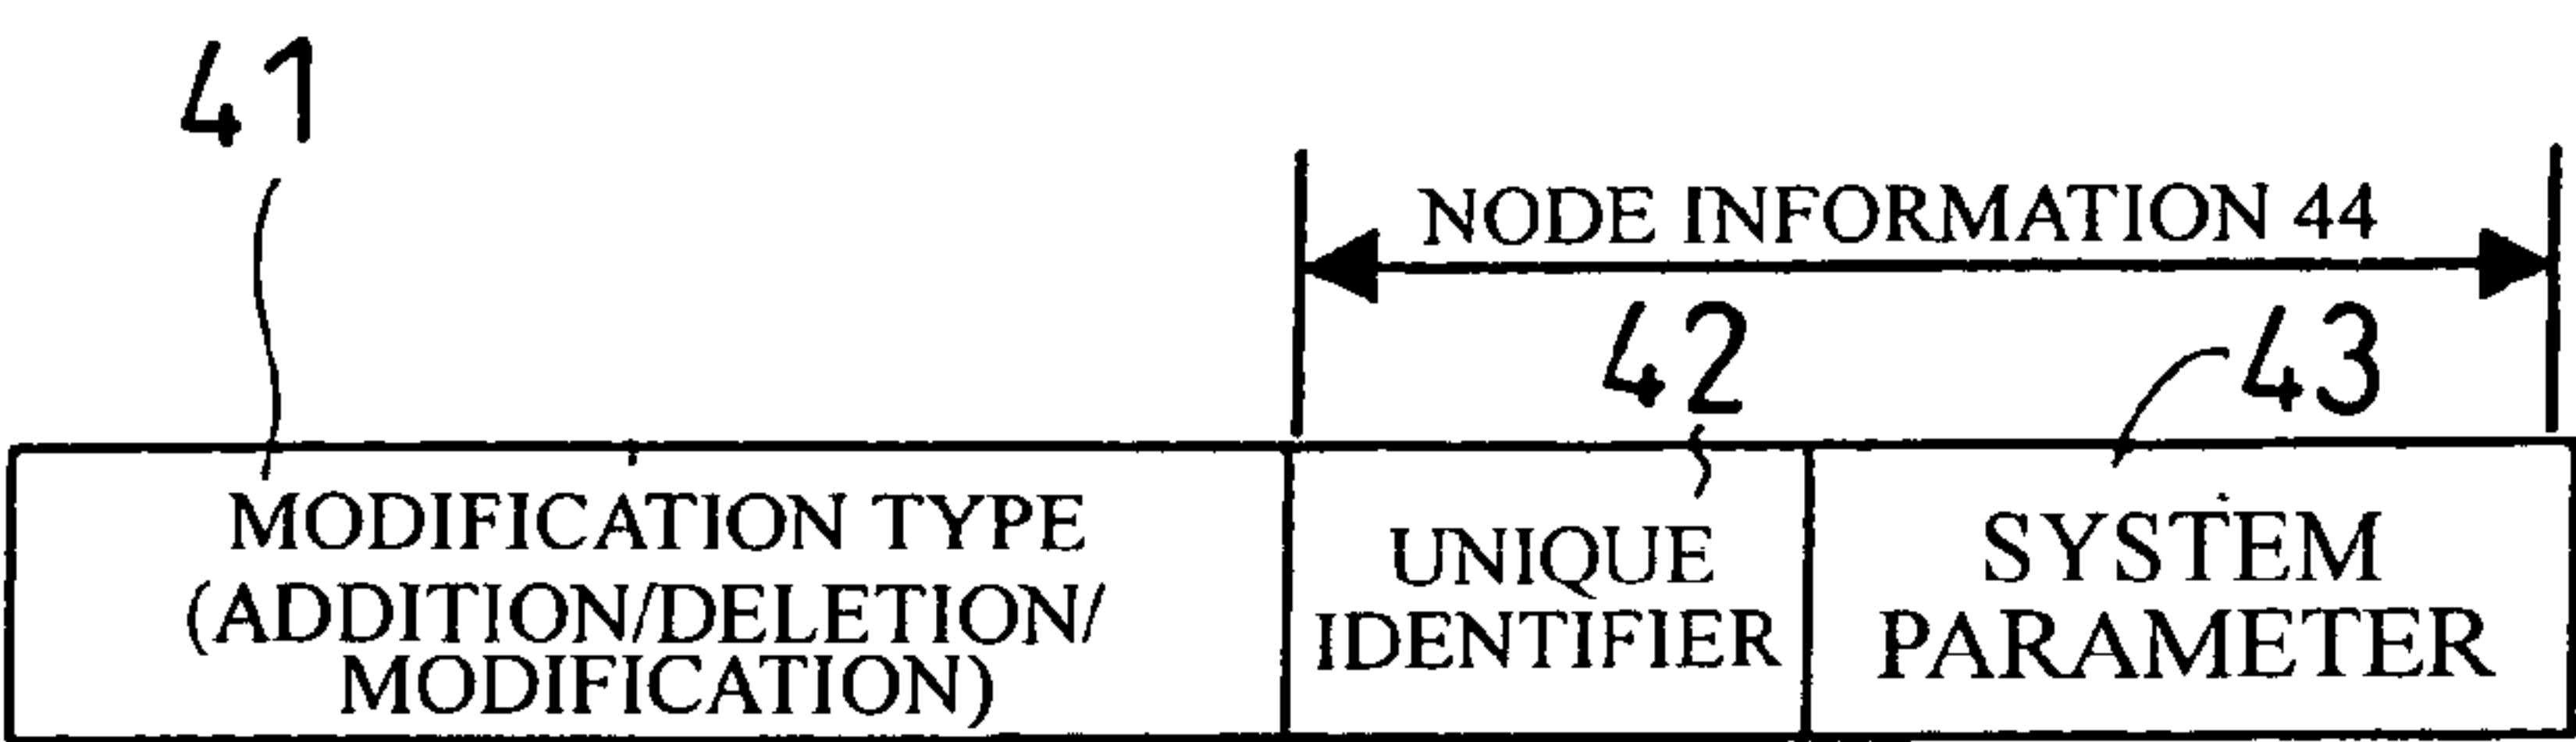 41
NODE INFORMATION 44
42
43
MODIFICATION TYPE
(ADDITION/DELETION/
MODIFICATION)
UNIQUE
IDENTIFIER
SYSTEM
PARAMETER